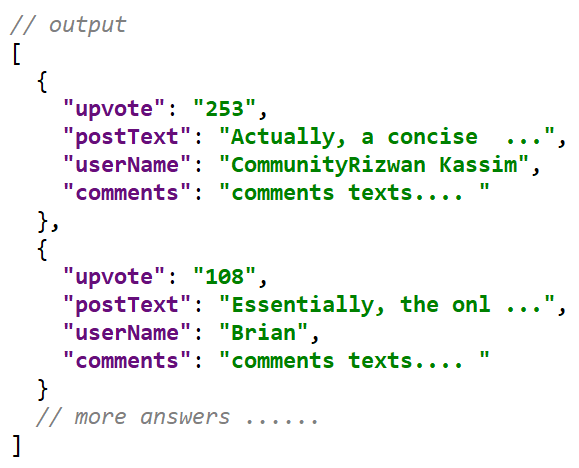 // output
[
  {
    "upvote": "253",
    "postText": "Actually, a concise  ...",
    "userName": "CommunityRizwan Kassim",
    "comments": "comments texts.... "
  },
  {
    "upvote": "108",
    "postText": "Essentially, the onl ...",
    "userName": "Brian",
    "comments": "comments texts.... "
  }
  // more answers ......
]